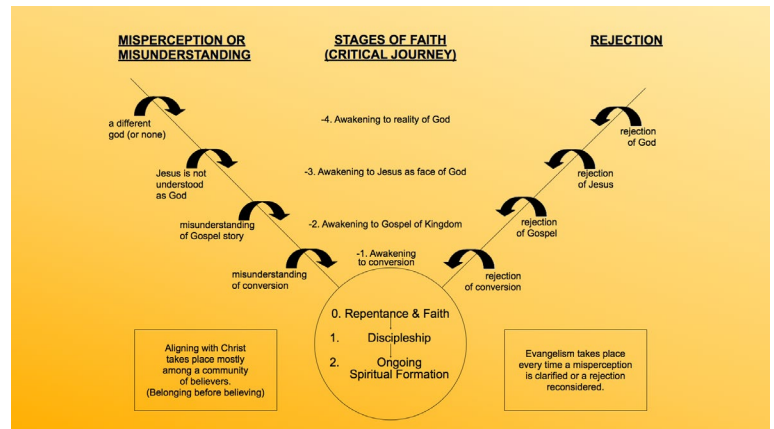 MISPERCEPTION OR
MISUNDERSTANDING
STAGES OF FAITH
(CRITICAL JOURNEY)
REJECTION
a different
god (or none)
-4. Awakening to reality of God
rejection
of God
Jesus is not
understood
as God
-3. Awakening to Jesus as face of God
rejection
of Jesus
misunderstanding
of Gospel story
-2. Awakening to Gospel of Kingdom
rejection
of Gospel
misunderstanding
of conversion
-1. Awakening
to conversion
rejection
of conversion
0. Repentance & Faith
1. Discipleship
2. Ongoing
Spiritual Formation
Aligning with Christ
takes place mostly
among a community
of believers.
(Belonging before believing)
Evangelism takes place
every time a misperception
is clarified or a rejection
reconsidered.